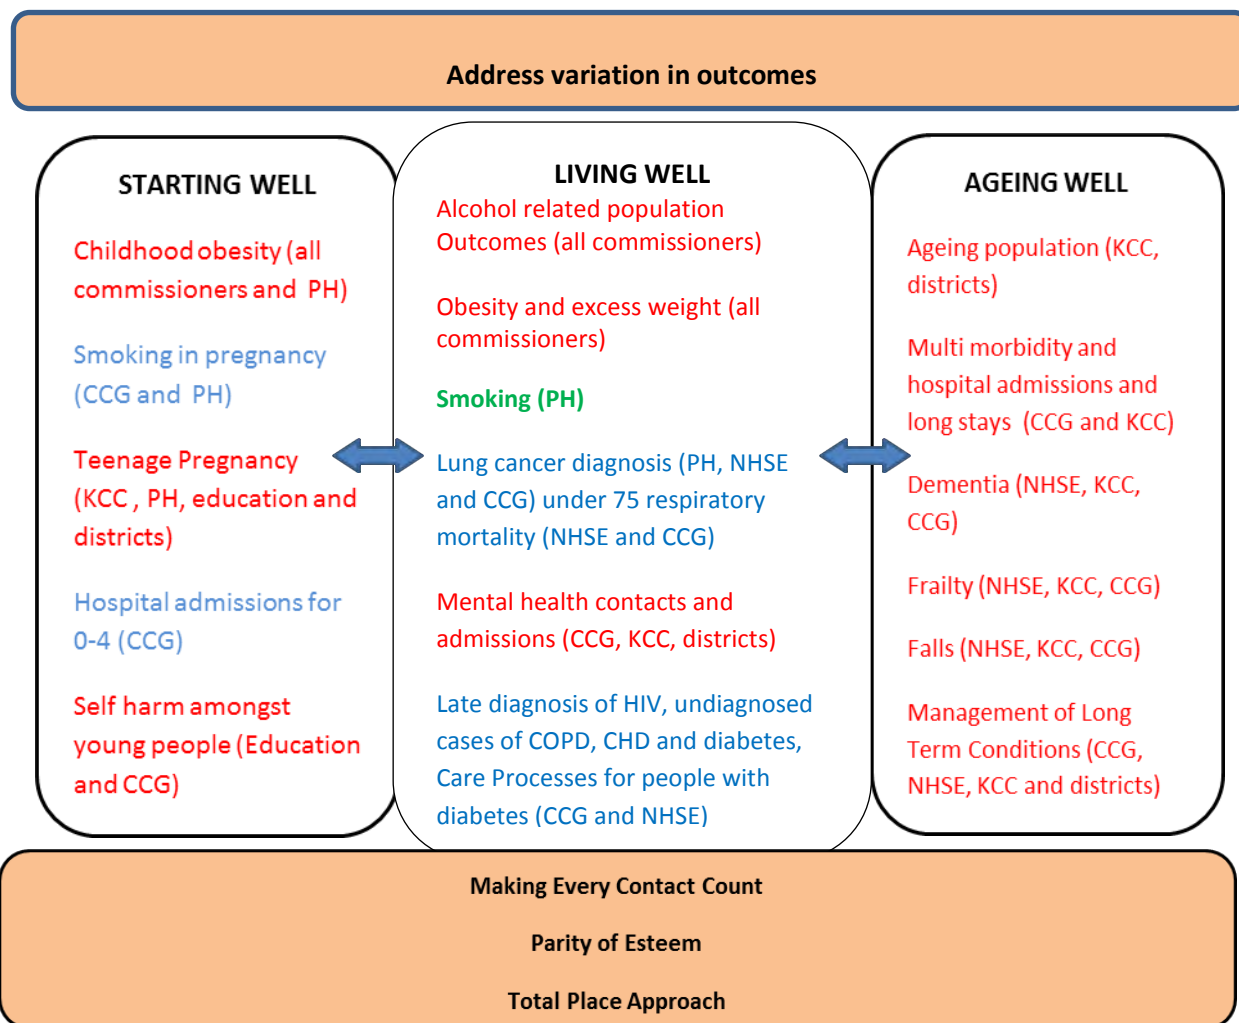 Address variation in outcomes
STARTING WELL
Childhood obesity (all
commissioners and PH)
Smoking in pregnancy
(CCG and PH)
Teenage Pregnancy
(KCC , PH, education and
districts)
Hospital admissions for
0-4 (CCG)
Self harm amongst
young people (Education
and CCG)
LIVING WELL
Alcohol related population
Outcomes (all commissioners)
Obesity and excess weight (all
commissioners)
Smoking (PH)
Lung cancer diagnosis (PH, NHSE
and CCG) under 75 respiratory
mortality (NHSE and CCG)
Mental health contacts and
admissions (CCG, KCC, districts)
Late diagnosis of HIV, undiagnosed
cases of COPD, CHD and diabetes,
Care Processes for people with
diabetes (CCG and NHSE)
AGEING WELL
Ageing population (KCC,
districts)
Multi morbidity and
hospital admissions and
long stays (CCG and KCC)
Dementia (NHSE, KCC,
CCG)
Frailty (NHSE, KCC, CCG)
Falls (NHSE, KCC, CCG)
Management of Long
Term Conditions (CCG,
NHSE, KCC and districts)
Making Every Contact Count
Parity of Esteem
Total Place Approach